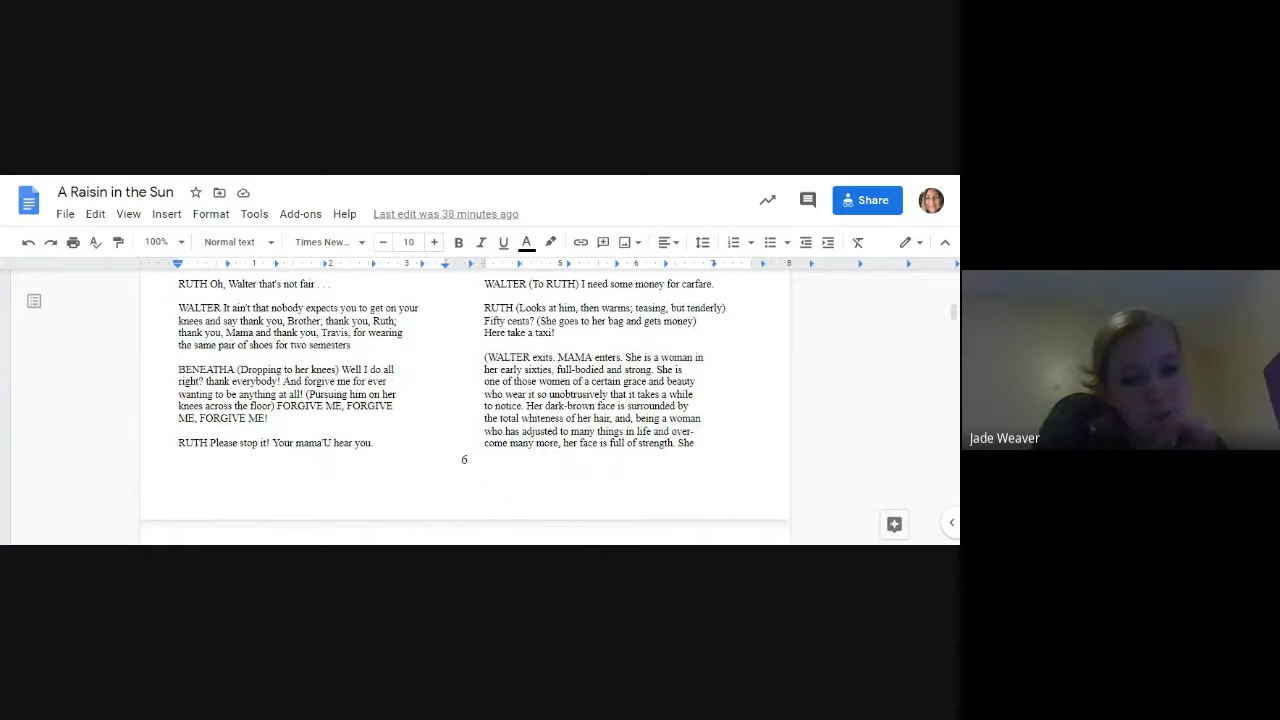 A Raisin in the Sun
Share
File Edit View Insert Format Tools Add-ons Help Last edit was 38 minutes ago
100% Normal text Times New... 10 B I U A
1 2 3 5 6 7 8
RUTH Oh, Walter that's not fair . . .
WALTER It ain't that nobody expects you to get on your
knees and say thank you, Brother; thank you, Ruth;
thank you, Mama and thank you, Travis, for wearing
the same pair of shoes for two semesters
BENEATHA (Dropping to her knees) Well I do all
right? thank everybody! And forgive me for ever
wanting to be anything at all! (Pursuing him on her
knees across the floor) FORGIVE ME, FORGIVE
ME, FORGIVE ME!
RUTH Please stop it! Your mama'U hear you.
WALTER (To RUTH) I need some money for carfare.
RUTH (Looks at him, then warms; teasing, but tenderly)
Fifty cents? (She goes to her bag and gets money)
Here take a taxi!
(WALTER exits. MAMA enters. She is a woman in
her early sixties, full-bodied and strong. She is
one of those women of a certain grace and beauty
who wear it so unobtrusively that it takes a while
to notice. Her dark-brown face is surrounded by
the total whiteness of her hair, and, being a woman
who has adjusted to many things in life and over-
come many more, her face is full of strength. She
6
Jade Weaver